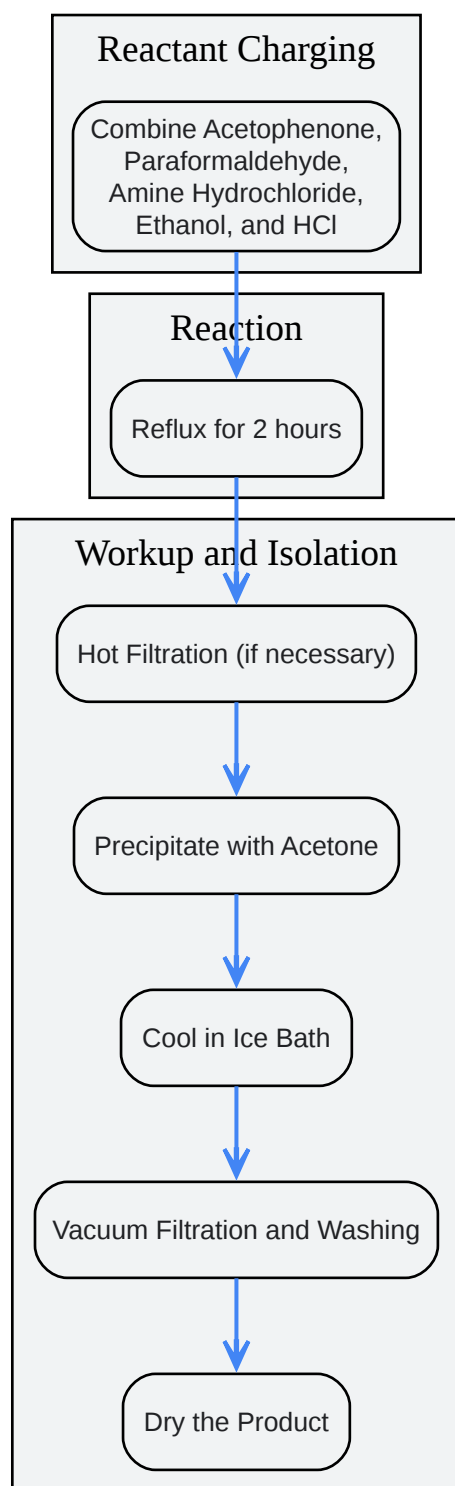 Reactant Charging
Combine Acetophenone,
Paraformaldehyde,
Amine Hydrochloride,
Ethanol, and HCl
Reaction
Reflux for 2 hours
Workup and Isolation
Hot Filtration (if necessary)
Precipitate with Acetone
Cool in Ice Bath
Vacuum Filtration and Washing
Dry the Product